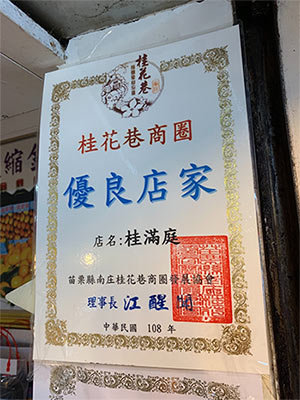 桂花巷
桂花巷商圈
優良店家
店名:桂滿庭
苗栗縣南庄桂花巷商圈發展協會
理事長 江醒聞
中華民國 108 年